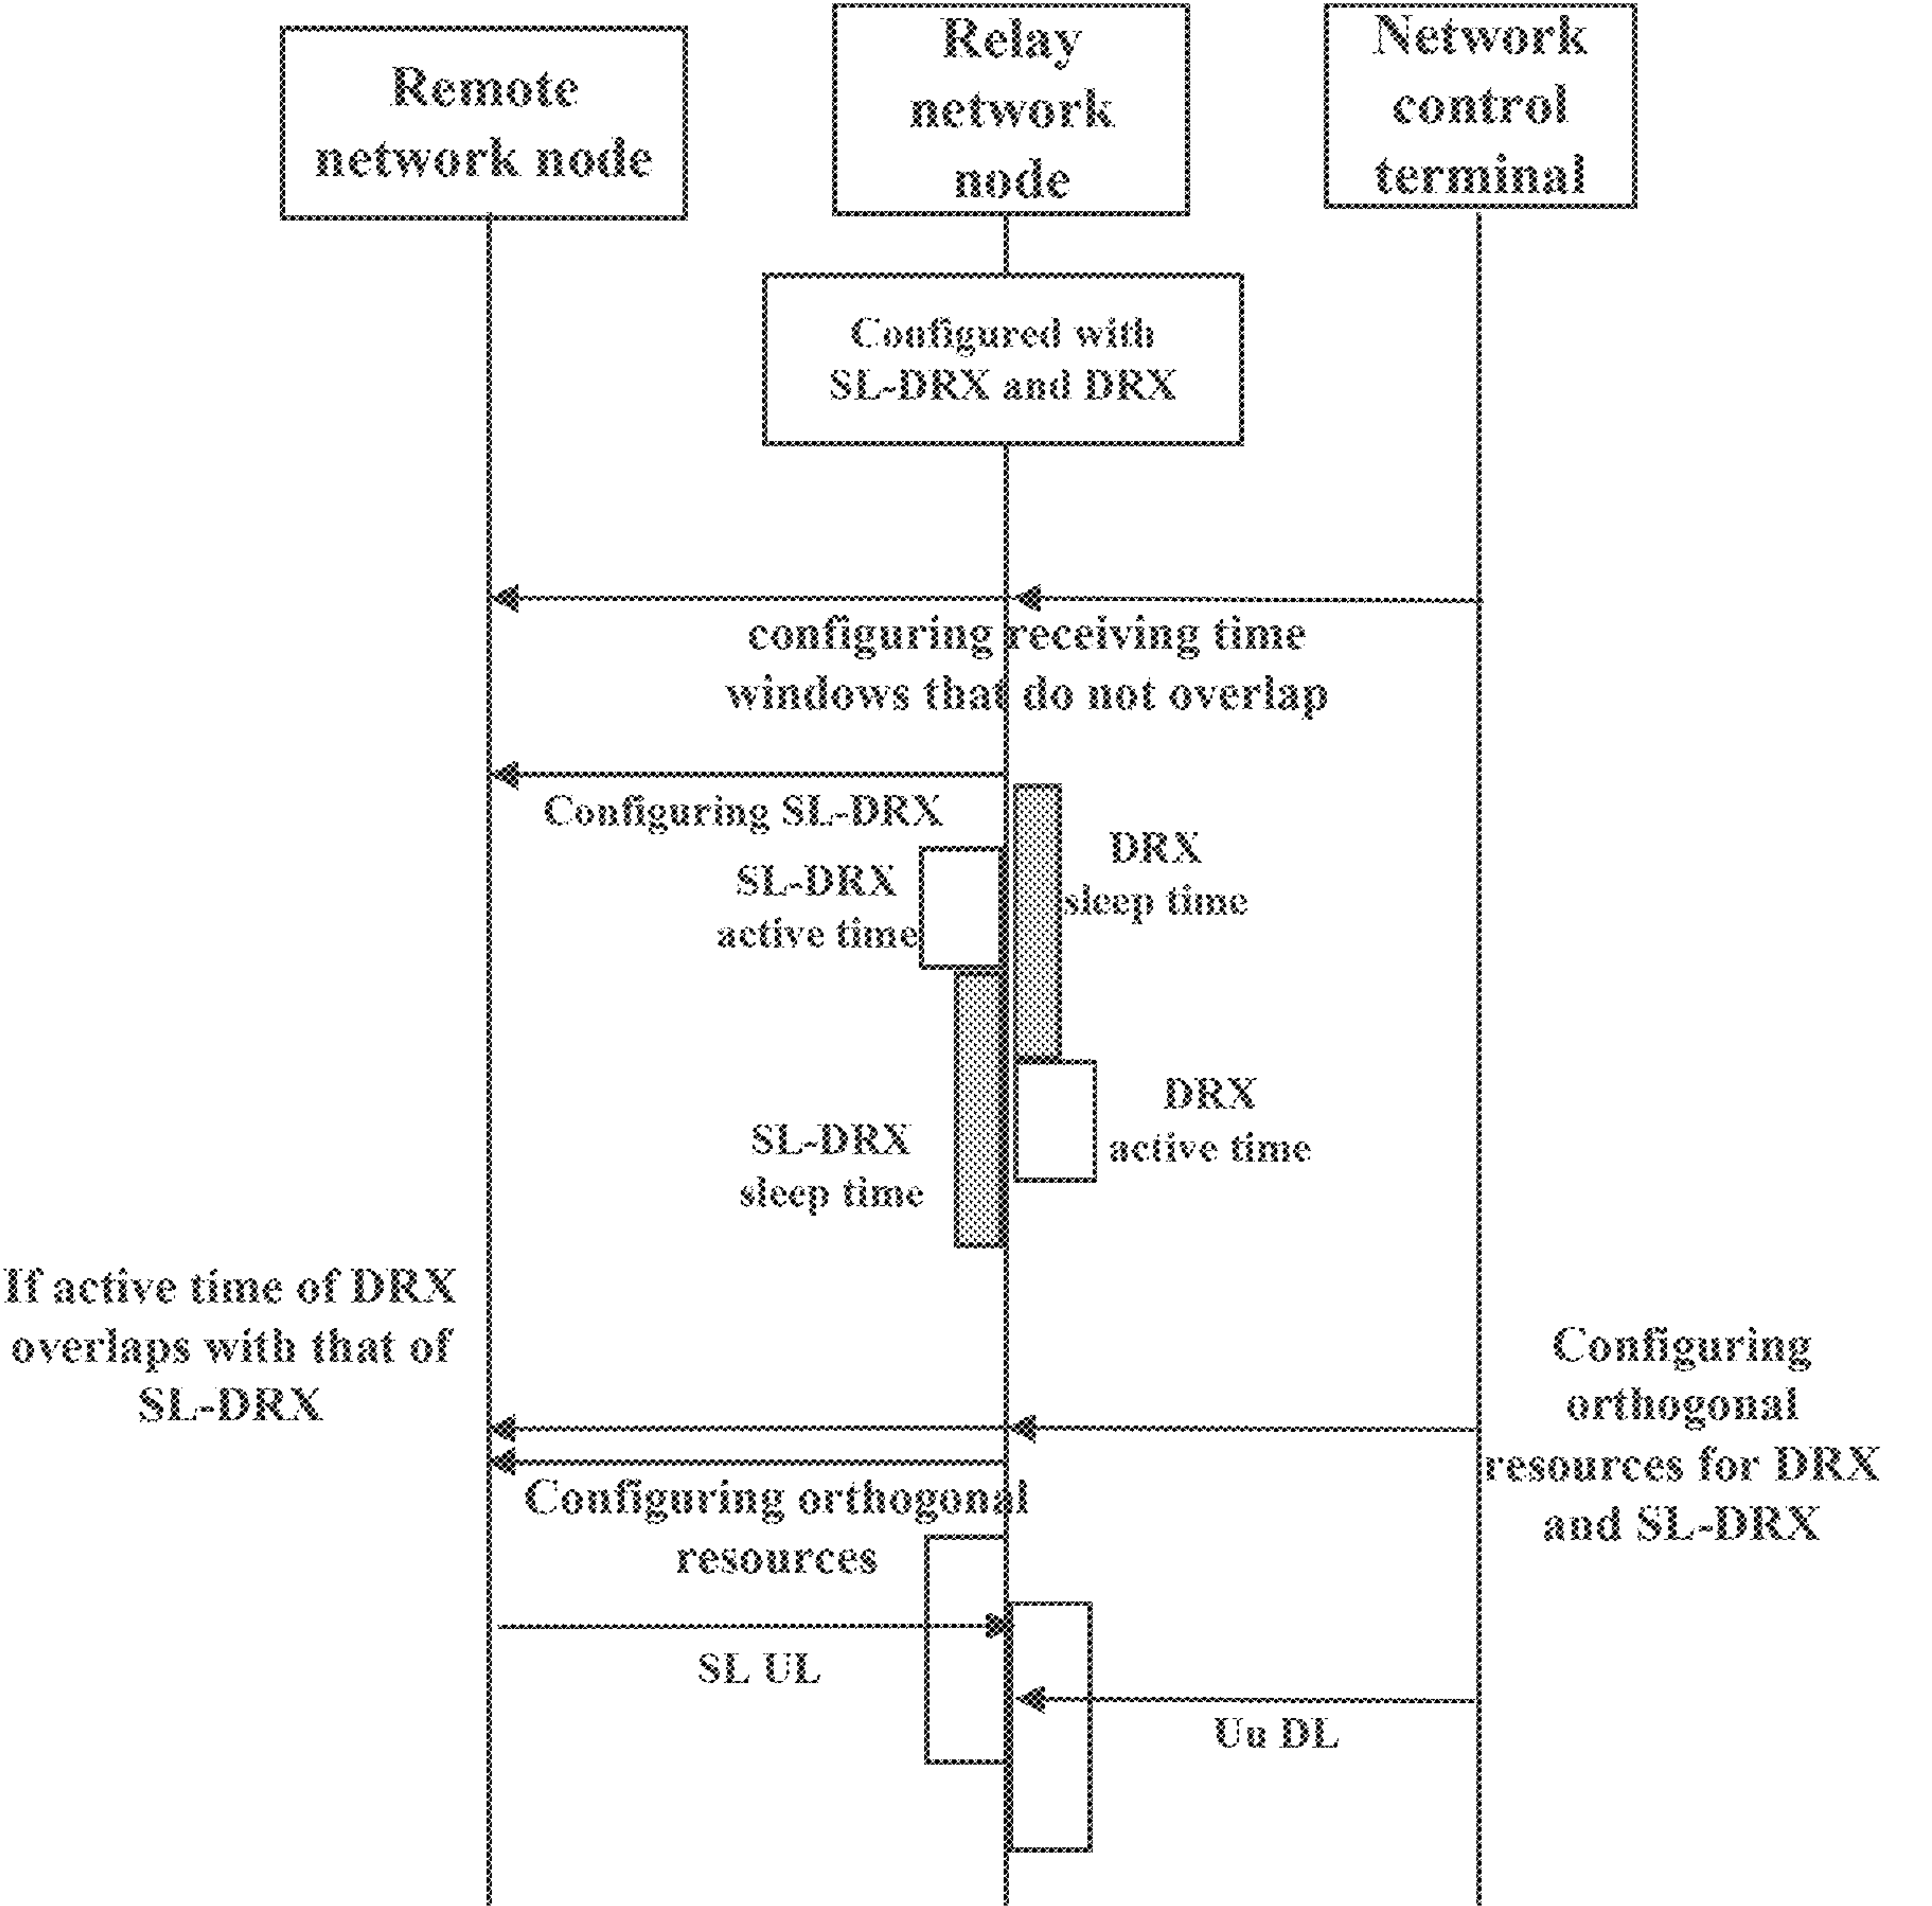 Remote
network node
Relay
network
node
Network
control
terminal
Configured with
SL-DRX and DRX
configuring receiving time
windows that do not overlap
Configuring SL-DRX
SL-DRX
active time
DRX
sleep time
DRX
active time
SL-DRX
sleep time
If active time of DRX
overlaps with that of
SL-DRX
Configuring
orthogonal
resources for DRX
and SL-DRX
Configuring orthogonal
resources
SL UL
Uu DL